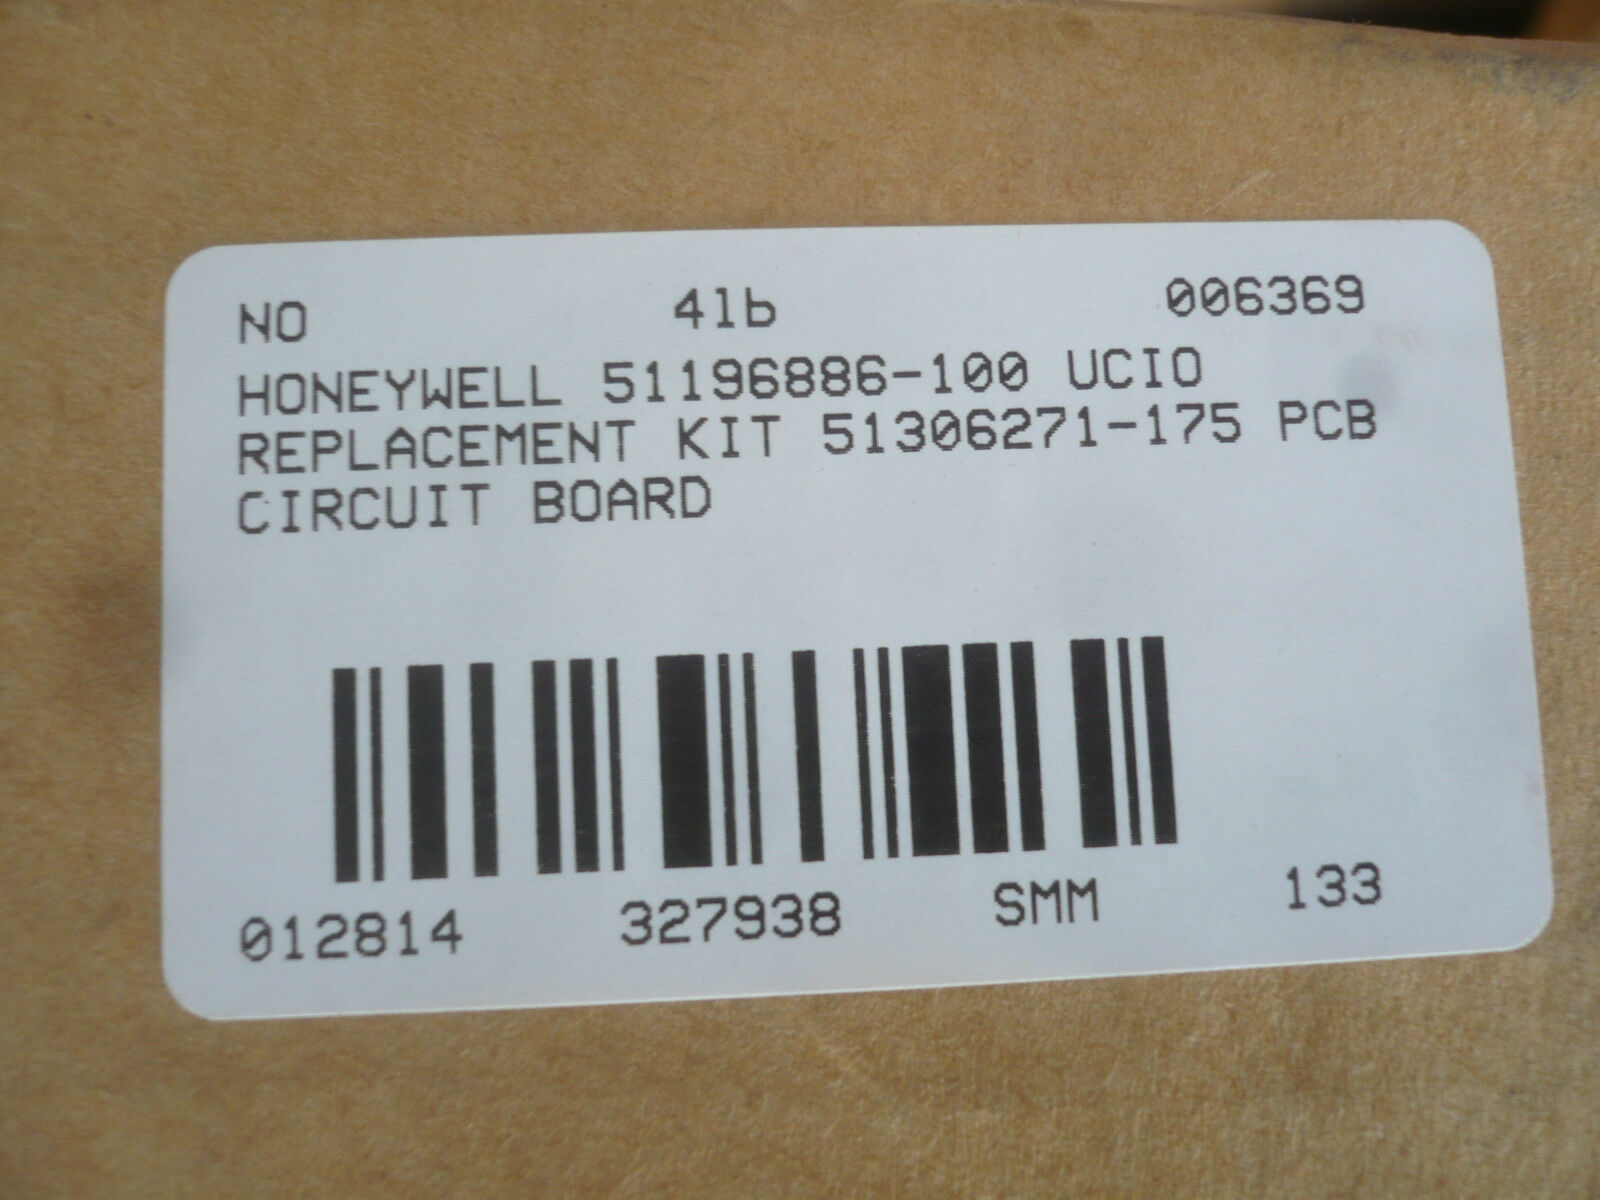 NO 4lb 006369
HONEYWELL 51196886-100 UCIO
REPLACEMENT KIT 51306271-175 PCB
CIRCUIT BOARD
012814 327938 SMM 133